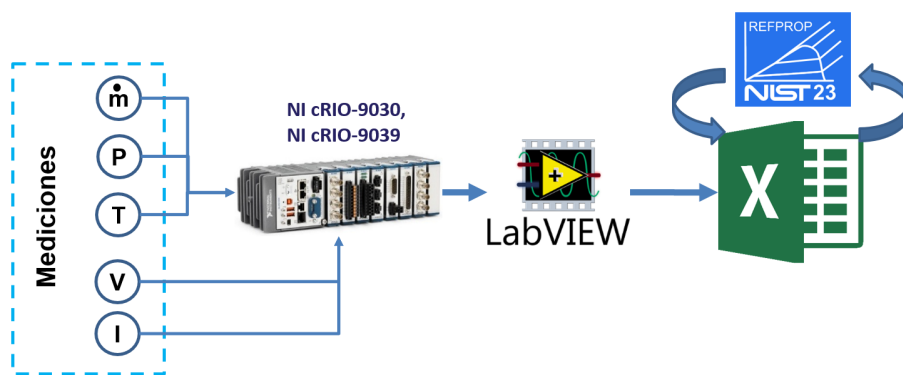 Mediciones
ṁ
P
T
V
I
NI cRIO-9030,
NI cRIO-9039
LabVIEW
REFPROP
NIST 23
X